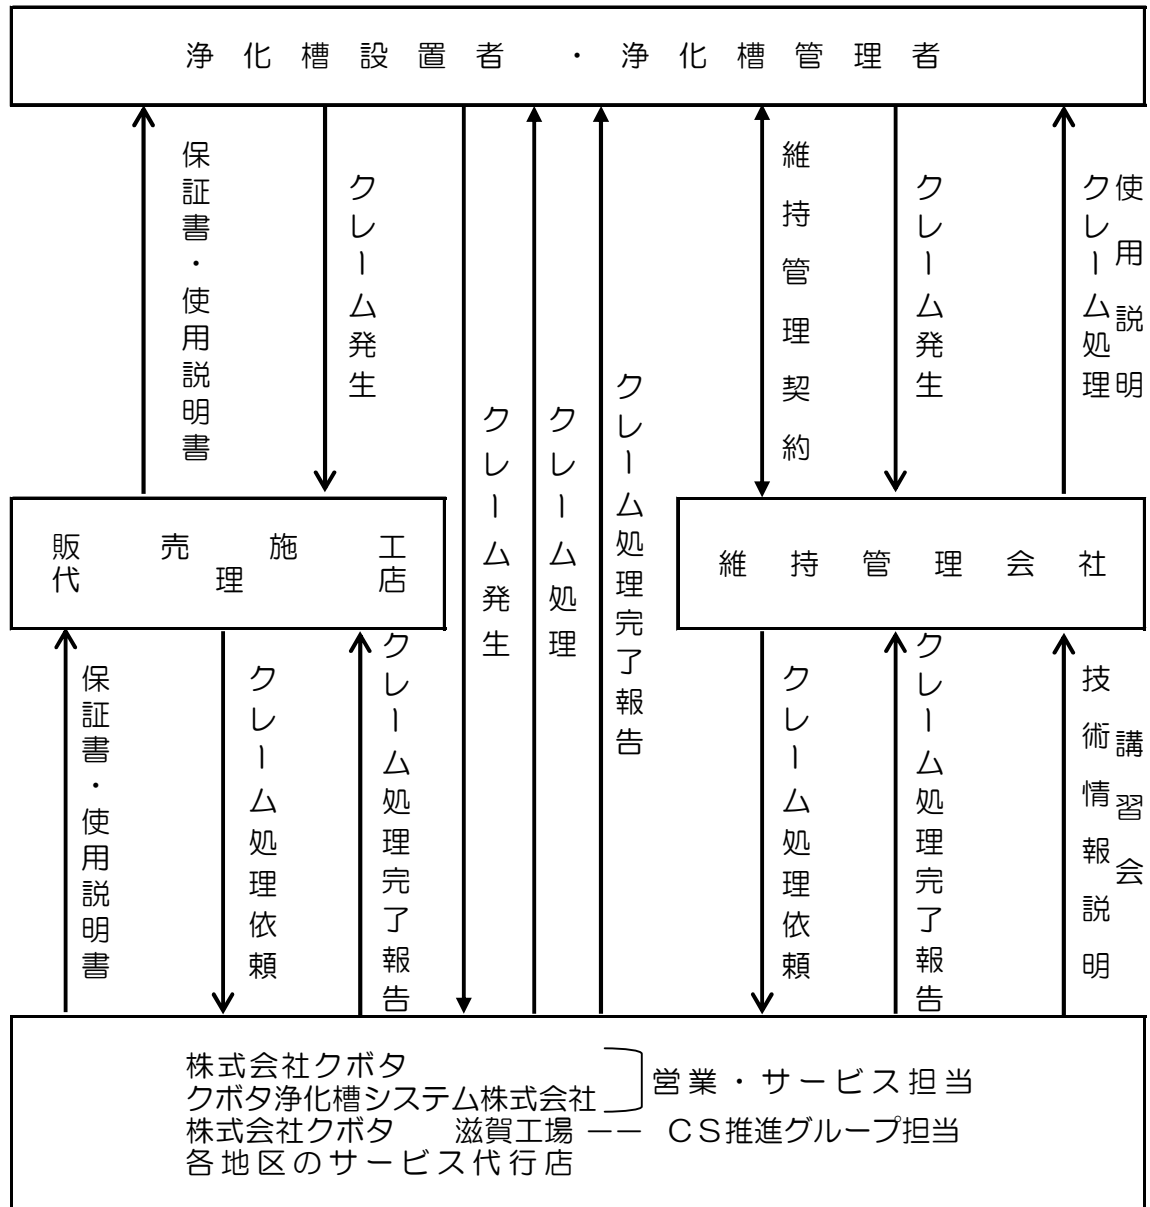 浄化槽設置者・浄化槽管理者
保証書・使用説明書
クレーム発生
クレーム発生
クレーム処理
クレーム処理完了報告
維持管理契約
クレーム発生
使用説明
クレーム処理
販売施工店
代理店
維持管理会社
保証書・使用説明書
クレーム処理依頼
クレーム処理完了報告
クレーム処理依頼
クレーム処理完了報告
講習会
技術情報説明
株式会社クボタ
クボタ浄化槽システム株式会社
営業・サービス担当
株式会社クボタ 滋賀工場 ―― CS推進グループ担当
各地区のサービス代行店